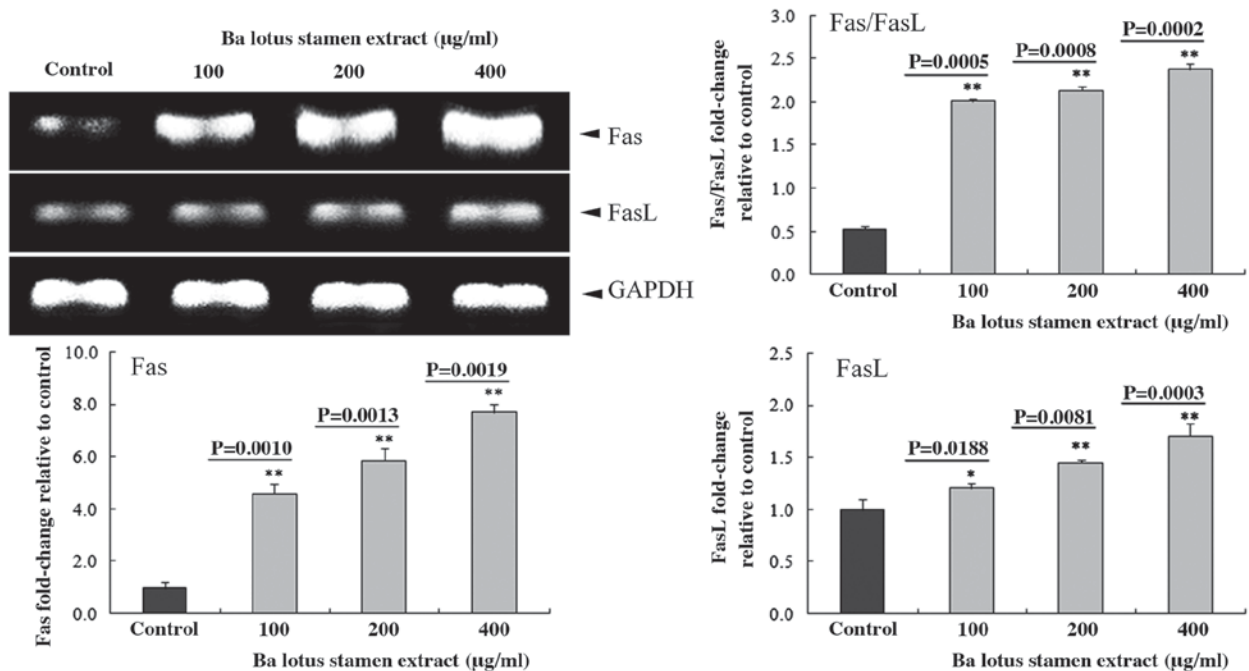 Ba lotus stamen extract (µg/ml)
Control 100 200 400
Fas
FasL
GAPDH
Fas/FasL
Fas/FasL fold-change
relative to control
3.0
2.5
2.0
1.5
1.0
0.5
0.0
P=0.0005
**
P=0.0008
**
P=0.0002
**
Control 100 200 400
Ba lotus stamen extract (µg/ml)
Fas
Fas fold-change relative to control
10.0
8.0
6.0
4.0
2.0
0.0
P=0.0010
**
P=0.0013
**
P=0.0019
**
Control 100 200 400
Ba lotus stamen extract (µg/ml)
FasL
FasL fold-change
relative to control
2.5
2.0
1.5
1.0
0.5
0.0
P=0.0188
*
P=0.0081
**
P=0.0003
**
Control 100 200 400
Ba lotus stamen extract (µg/ml)